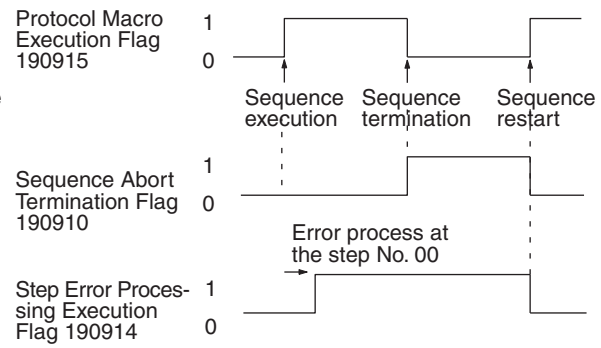 Protocol Macro
Execution Flag
190915
1
0
e
Sequence
execution
Sequence
termination
Sequence
restart
Sequence Abort
Termination Flag
190910
1
0
Error process at
the step No. 00
Step Error Proces-
sing Execution
Flag 190914
1
0